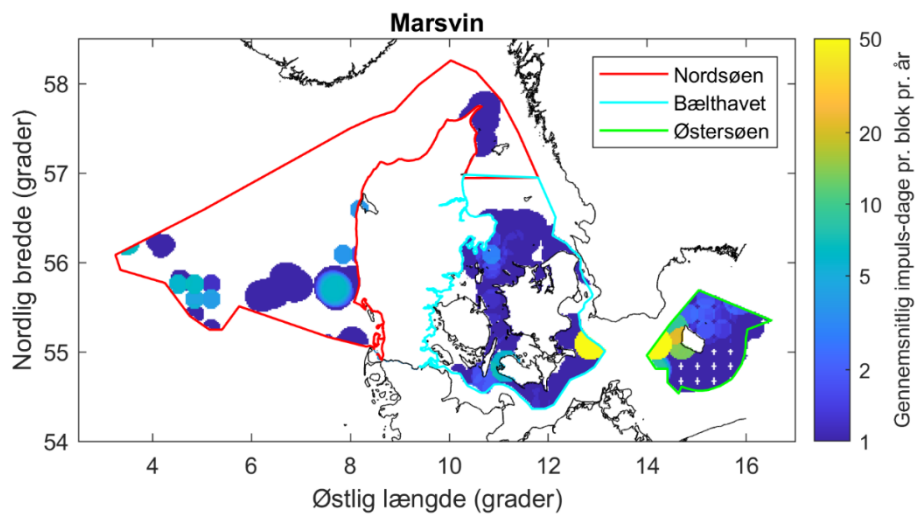 Marsvin
58
57
56
55
54
Nordlig bredde (grader)
4 6 8 10 12 14 16
Østlig længde (grader)
Nordsøen
Bælthavet
Østersøen
50
20
10
5
2
1
Gennemsnitlig impuls-dage pr. blok pr. år